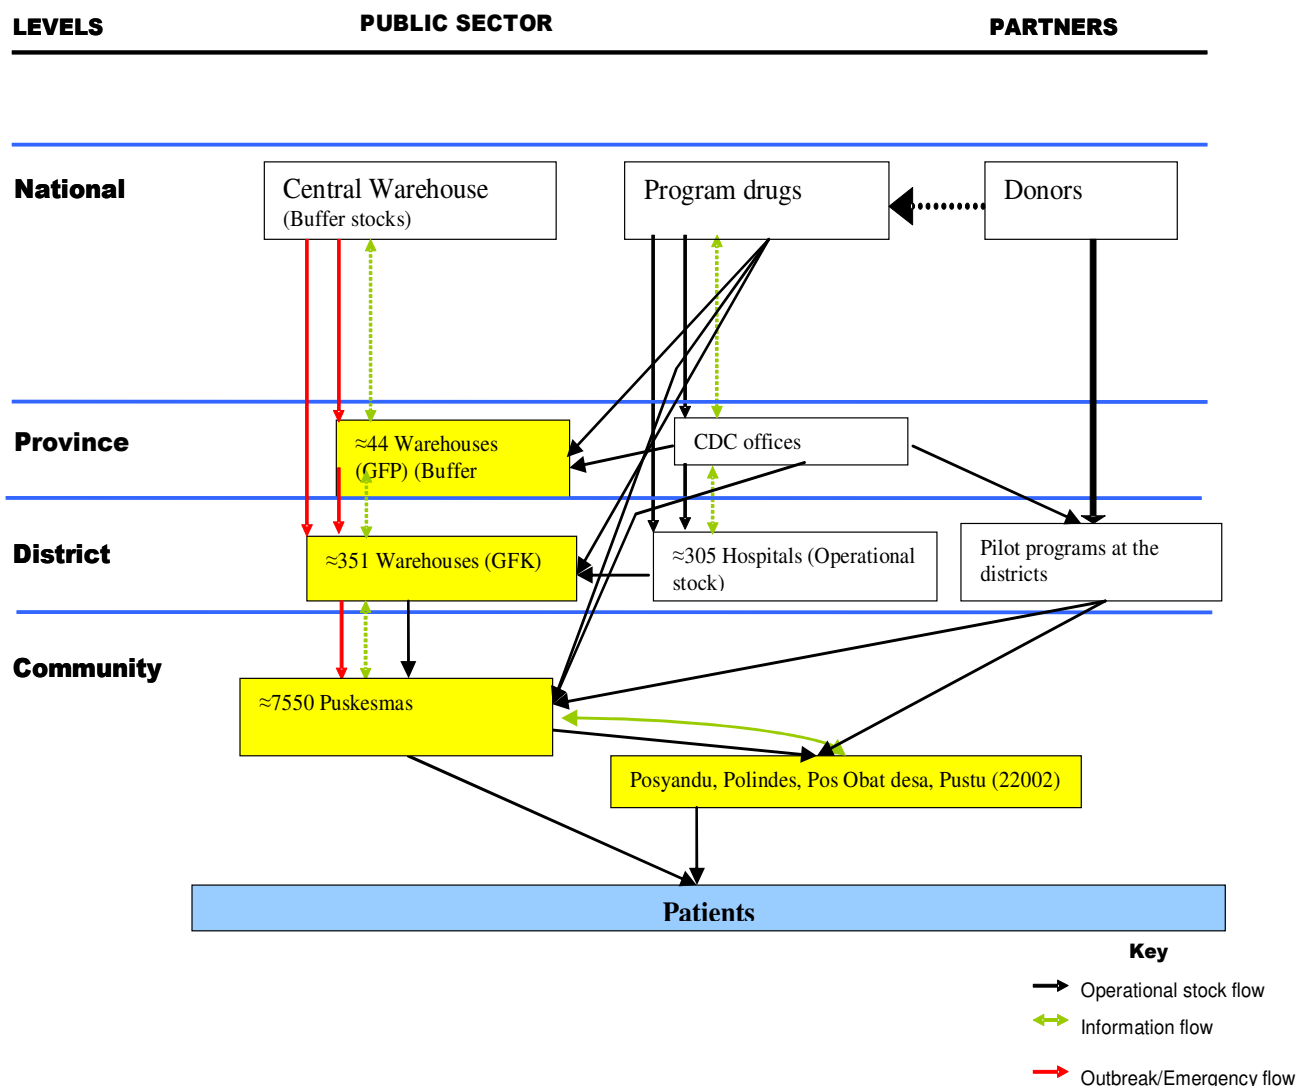 LEVELS
PUBLIC SECTOR
PARTNERS
National
Central Warehouse
(Buffer stocks)
Program drugs
Donors
Province
≈44 Warehouses
(GFP) (Buffer
CDC offices
District
≈351 Warehouses (GFK)
≈305 Hospitals (Operational
stock)
Pilot programs at the
districts
Community
≈7550 Puskesmas
Posyandu, Polindes, Pos Obat desa, Pustu (22002)
Patients
Key
Operational stock flow
Information flow
Outbreak/Emergency flow